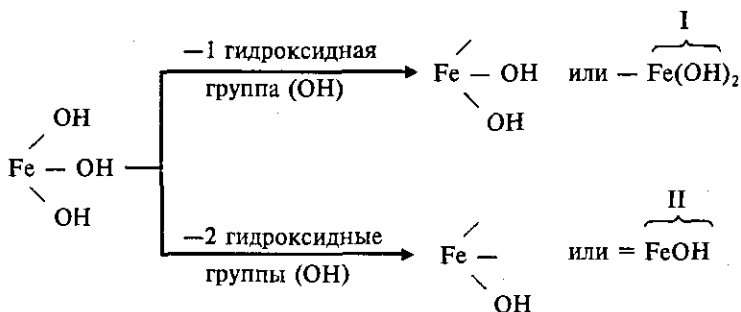 I
—1 гидроксидная
группа (OH)
Fe — OH или — Fe(OH)₂
OH
OH
Fe — OH
OH
II
—2 гидроксидные
группы (OH)
Fe — или = FeOH
OH